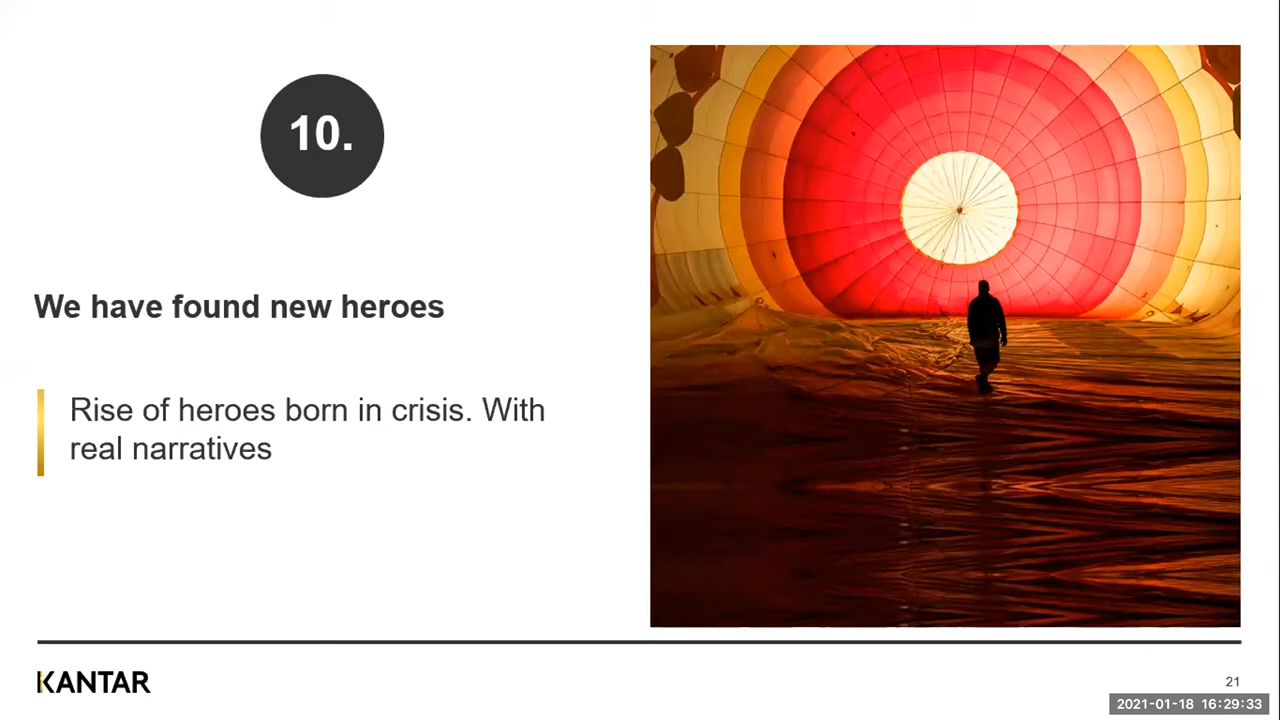 10.
We have found new heroes
Rise of heroes born in crisis. With
real narratives
KANTAR
21
2021-01-18 16:29:33